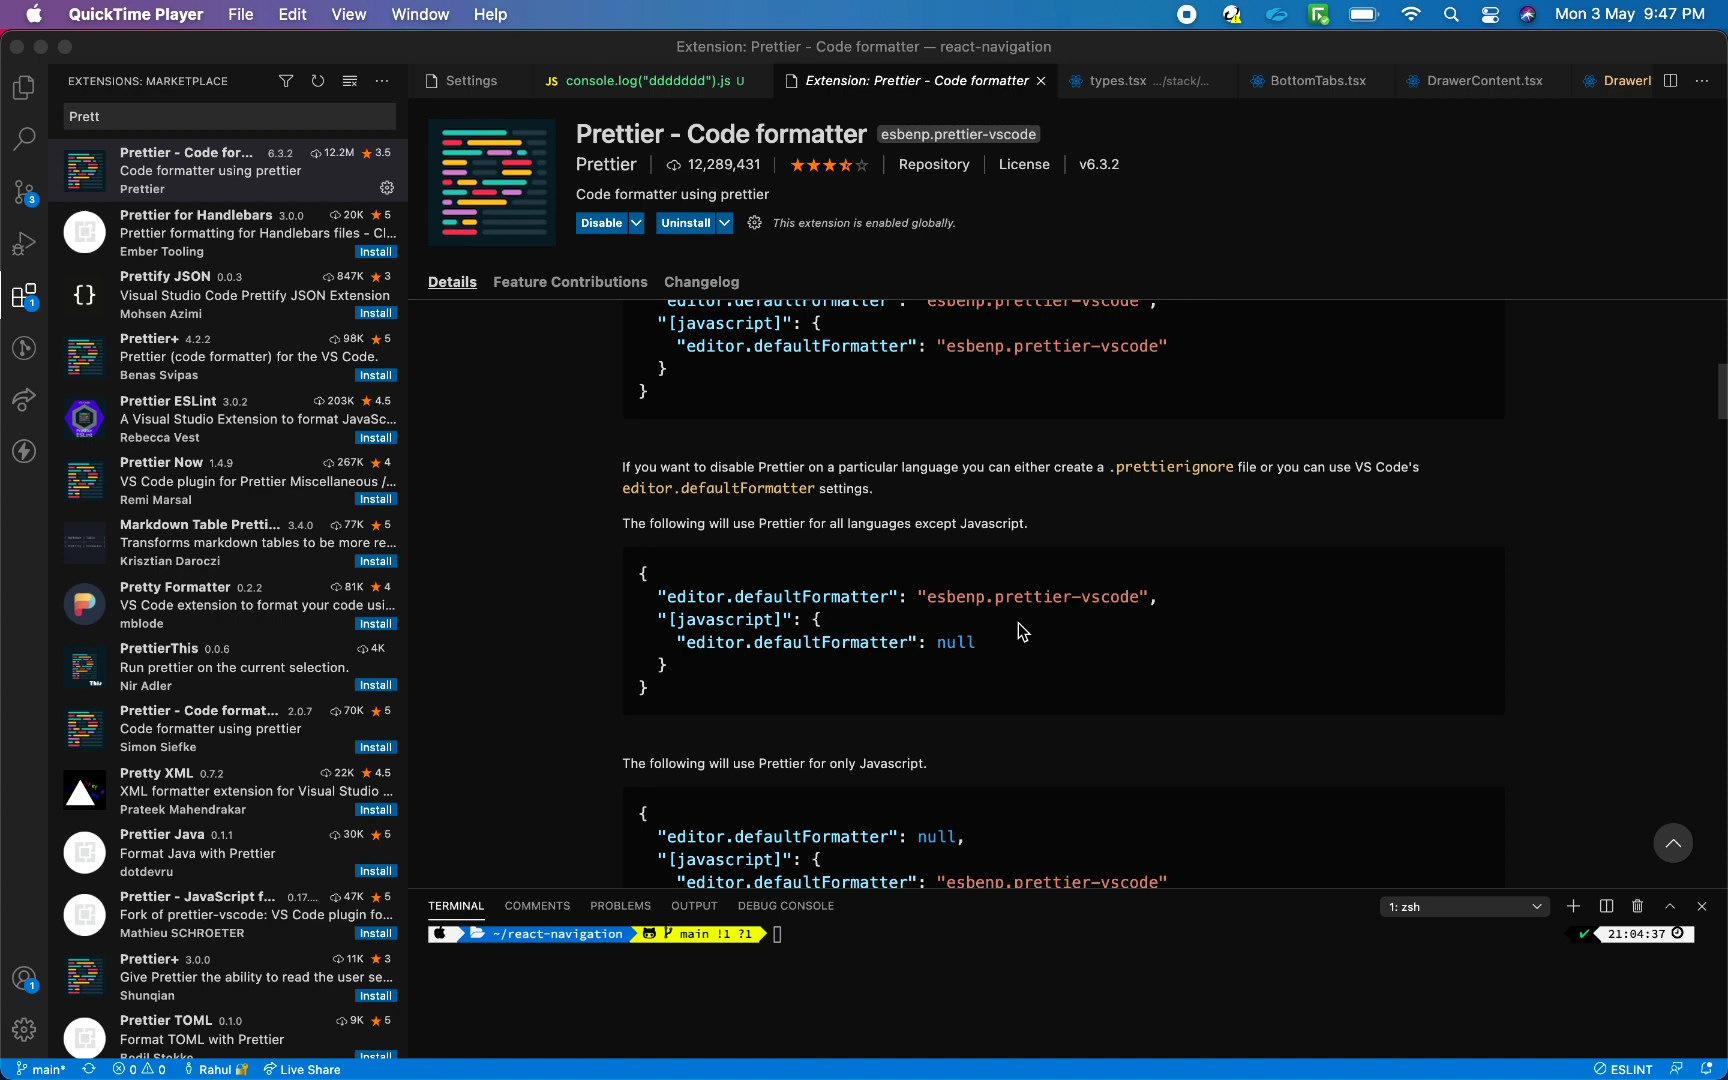 QuickTime Player File Edit View Window Help Mon 3 May 9:47 PM
Extension: Prettier - Code formatter — react-navigation
EXTENSIONS: MARKETPLACE
Settings
JS console.log("ddddddd").js U
Extension: Prettier - Code formatter
types.tsx .../stack/...
BottomTabs.tsx
DrawerContent.tsx
DrawerI
Prett
Prettier - Code for... 6.3.2 12.2M 3.5
Code formatter using prettier
Prettier
Prettier for Handlebars 3.0.0 20K 5
Prettier formatting for Handlebars files - Cl...
Ember Tooling Install
Prettify JSON 0.0.3 847K 3
Visual Studio Code Prettify JSON Extension
Mohsen Azimi Install
Prettier+ 4.2.2 98K 5
Prettier (code formatter) for the VS Code.
Benas Svipas Install
Prettier ESLint 3.0.2 203K 4.5
A Visual Studio Extension to format JavaSc...
Rebecca Vest Install
Prettier Now 1.4.9 267K 4
VS Code plugin for Prettier Miscellaneous /...
Remi Marsal Install
Markdown Table Pretti... 3.4.0 77K 5
Transforms markdown tables to be more re...
Krisztian Daroczi Install
Pretty Formatter 0.2.2 81K 4
VS Code extension to format your code usi...
mblode Install
PrettierThis 0.0.6 4K
Run prettier on the current selection.
Nir Adler Install
Prettier - Code format... 2.0.7 70K 5
Code formatter using prettier
Simon Siefke Install
Pretty XML 0.7.2 22K 4.5
XML formatter extension for Visual Studio ...
Prateek Mahendrakar Install
Prettier Java 0.1.1 30K 5
Format Java with Prettier
dotdevru Install
Prettier - JavaScript f... 0.17.... 47K 5
Fork of prettier-vscode: VS Code plugin fo...
Mathieu SCHROETER Install
Prettier+ 3.0.0 11K 3
Give Prettier the ability to read the user se...
Shunqian Install
Prettier TOML 0.1.0 9K 5
Format TOML with Prettier
Bodil Stokke Install
Prettier - Code formatter esbenp.prettier-vscode
Prettier 12,289,431 Repository License v6.3.2
Code formatter using prettier
Disable Uninstall This extension is enabled globally.
Details Feature Contributions Changelog
"editor.defaultFormatter": "esbenp.prettier-vscode",
"[javascript]": {
"editor.defaultFormatter": "esbenp.prettier-vscode"
}
}
If you want to disable Prettier on a particular language you can either create a .prettierignore file or you can use VS Code's
editor.defaultFormatter settings.
The following will use Prettier for all languages except Javascript.
{
"editor.defaultFormatter": "esbenp.prettier-vscode",
"[javascript]": {
"editor.defaultFormatter": null
}
}
The following will use Prettier for only Javascript.
{
"editor.defaultFormatter": null,
"[javascript]": {
"editor.defaultFormatter": "esbenp.prettier-vscode"
TERMINAL COMMENTS PROBLEMS OUTPUT DEBUG CONSOLE 1: zsh
~/react-navigation main !1 ?1 21:04:37
main* 0 0 Rahul Live Share ESLINT
3
1
1